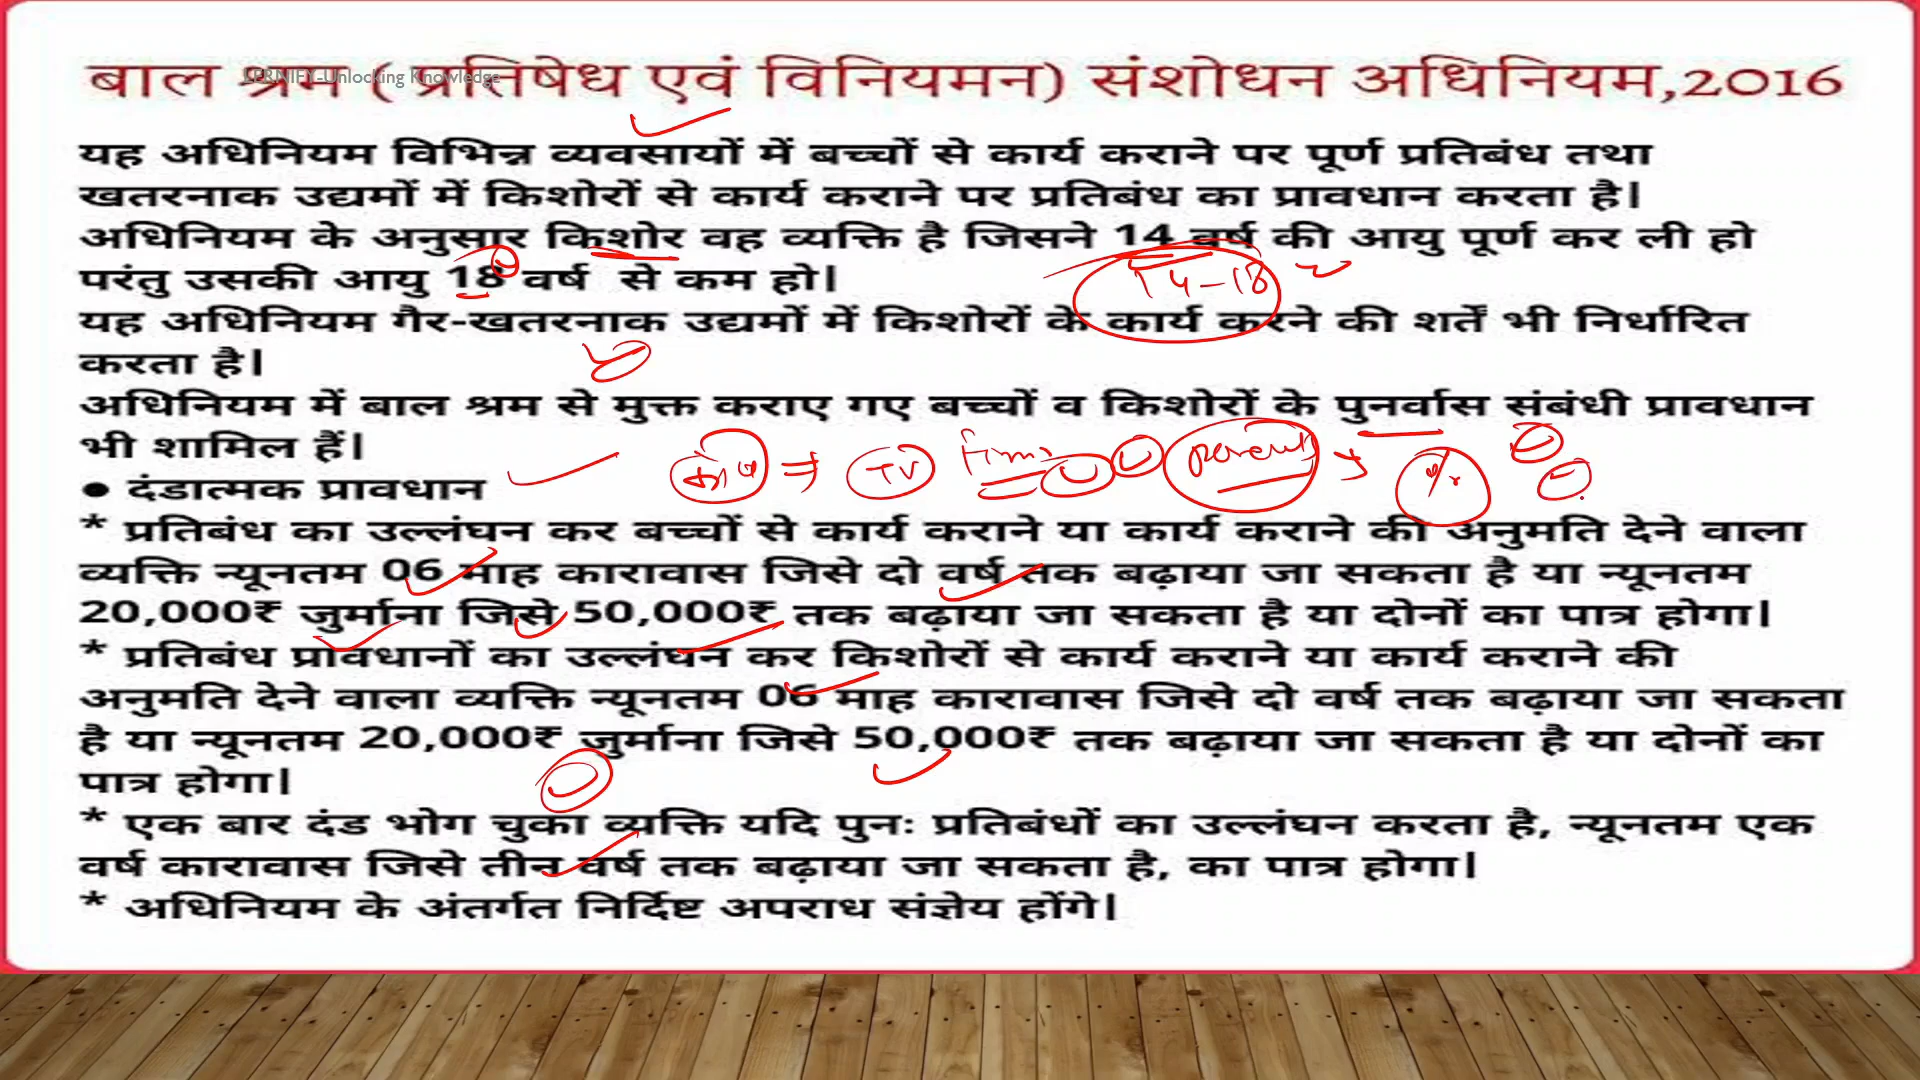 बाल श्रम ( प्रतिषेध एवं विनियमन) संशोधन अधिनियम,2016
LERNIFY-Unlocking Knowledge
यह अधिनियम विभिन्न व्यवसायों में बच्चों से कार्य कराने पर पूर्ण प्रतिबंध तथा
खतरनाक उद्यमों में किशोरों से कार्य कराने पर प्रतिबंध का प्रावधान करता है|
अधिनियम के अनुसार किशोर वह व्यक्ति है जिसने 14 वर्ष की आयु पूर्ण कर ली हो
परंतु उसकी आयु 18 वर्ष से कम हो|
14-18
यह अधिनियम गैर-खतरनाक उद्यमों में किशोरों के कार्य करने की शर्तें भी निर्धारित
करता है|
अधिनियम में बाल श्रम से मुक्त कराए गए बच्चों व किशोरों के पुनर्वास संबंधी प्रावधान
भी शामिल हैं|
TV
● दंडात्मक प्रावधान
* प्रतिबंध का उल्लंघन कर बच्चों से कार्य कराने या कार्य कराने की अनुमति देने वाला
व्यक्ति न्यूनतम 06 माह कारावास जिसे दो वर्ष तक बढ़ाया जा सकता है या न्यूनतम
20,000₹ जुर्माना जिसे 50,000₹ तक बढ़ाया जा सकता है या दोनों का पात्र होगा|
* प्रतिबंध प्रावधानों का उल्लंघन कर किशोरों से कार्य कराने या कार्य कराने की
अनुमति देने वाला व्यक्ति न्यूनतम 06 माह कारावास जिसे दो वर्ष तक बढ़ाया जा सकता
है या न्यूनतम 20,000₹ जुर्माना जिसे 50,000₹ तक बढ़ाया जा सकता है या दोनों का
पात्र होगा|
* एक बार दंड भोग चुका व्यक्ति यदि पुनः प्रतिबंधों का उल्लंघन करता है, न्यूनतम एक
वर्ष कारावास जिसे तीन वर्ष तक बढ़ाया जा सकता है, का पात्र होगा|
* अधिनियम के अंतर्गत निर्दिष्ट अपराध संज्ञेय होंगे|